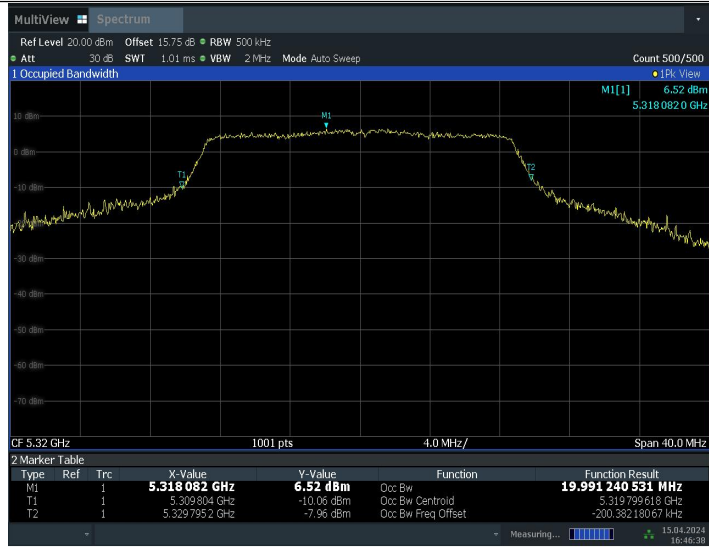 MultiView Spectrum
Ref Level 20.00 dBm Offset 15.75 dB RBW 500 kHz
Att 30 dB SWT 1.01 ms VBW 2 MHz Mode Auto Sweep Count 500/500
1 Occupied Bandwidth 1Pk View
M1[1] 6.52 dBm
5.318 082 0 GHz
10 dBm
M1
0 dBm
T1
T2
-10 dBm
-30 dBm
-40 dBm
-50 dBm
-60 dBm
-70 dBm
CF 5.32 GHz 1001 pts 4.0 MHz/ Span 40.0 MHz
2 Marker Table
Type Ref Trc X-Value Y-Value Function Function Result
M1 1 5.318 082 GHz 6.52 dBm Occ Bw 19.991 240 531 MHz
T1 1 5.309 804 GHz -10.06 dBm Occ Bw Centroid 5.319 799 618 GHz
T2 1 5.329 795 2 GHz -7.96 dBm Occ Bw Freq Offset -200.382 180 67 kHz
Measuring... 15.04.2024
16:46:38